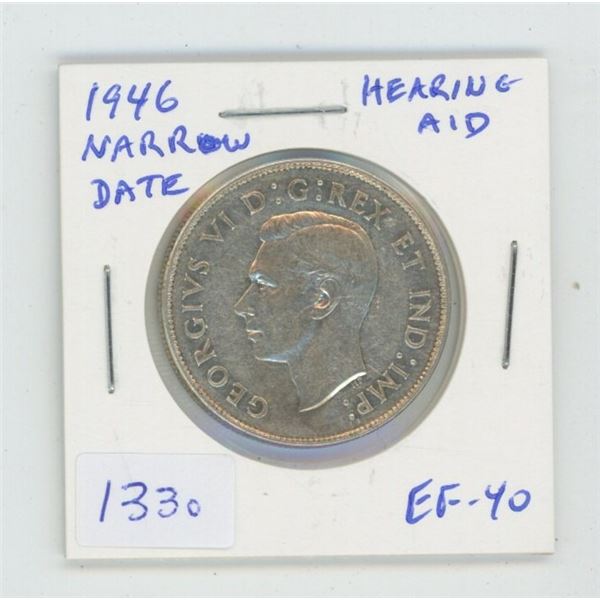 1946
NARROW
DATE
HEARING
AID
GEORGIVS VI D:G:REX ET IND:IMP:
1330
EF-40